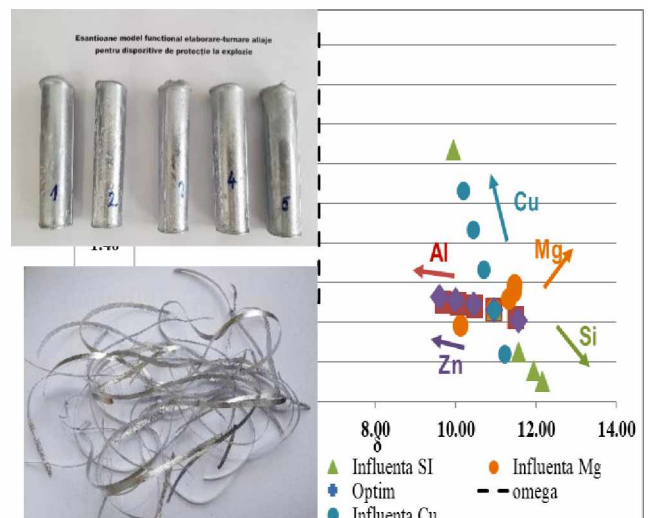 Esantioane model functional elaborare-turnare aliaje
pentru dispozitive de protecție la explozie
1
2
3
4
5
Cu
Al
Mg
Si
Zn
8.00
10.00
12.00
14.00
δ
Influenta SI
Influenta Mg
Optim
omega
Influenta Cu